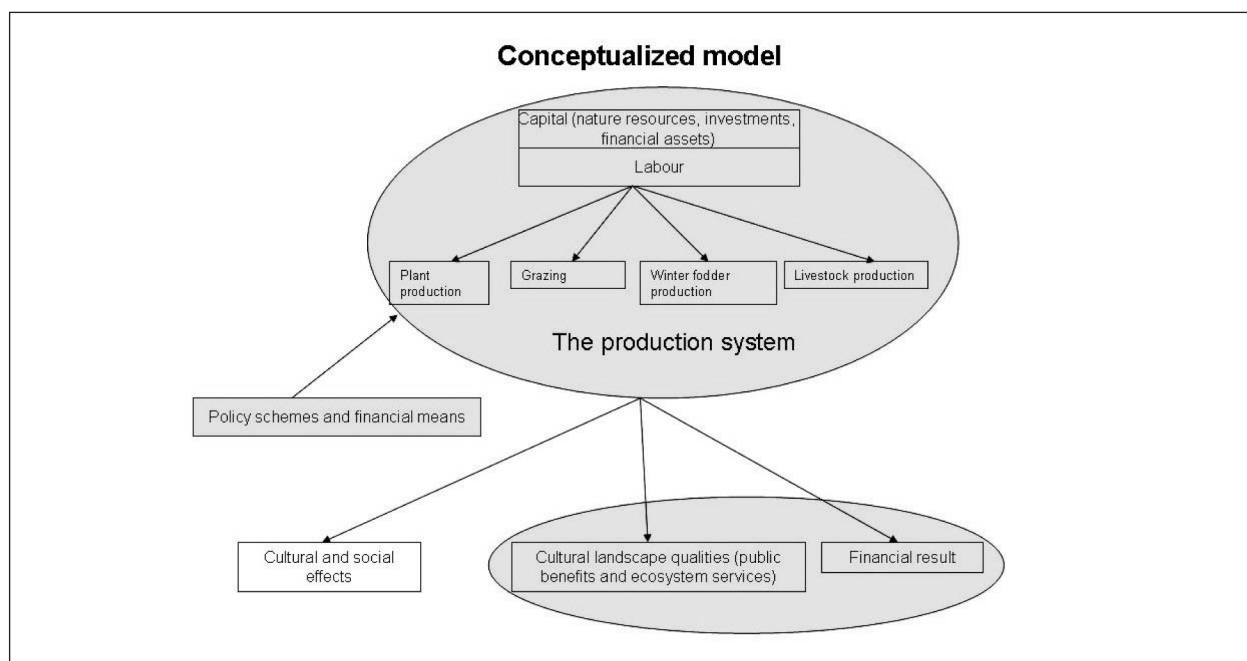 Conceptualized model
Capital (nature resources, investments,
financial assets)
Labour
Plant
production
Grazing
Winter fodder
production
Livestock production
The production system
Policy schemes and financial means
Cultural and social
effects
Cultural landscape qualities (public
benefits and ecosystem services)
Financial result